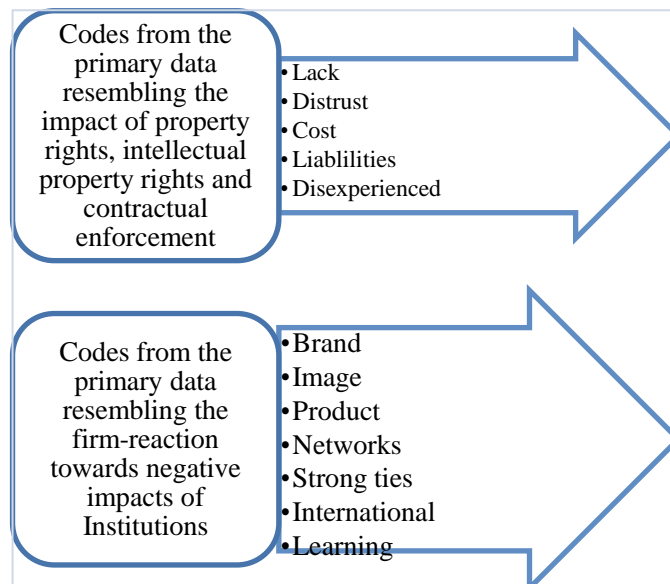 Codes from the
primary data
resembling the
impact of property
rights, intellectual
property rights and
contractual
enforcement
• Lack
• Distrust
• Cost
• Liablilities
• Disexperienced
Codes from the
primary data
resembling the
firm-reaction
towards negative
impacts of
Institutions
• Brand
• Image
• Product
• Networks
• Strong ties
• International
• Learning